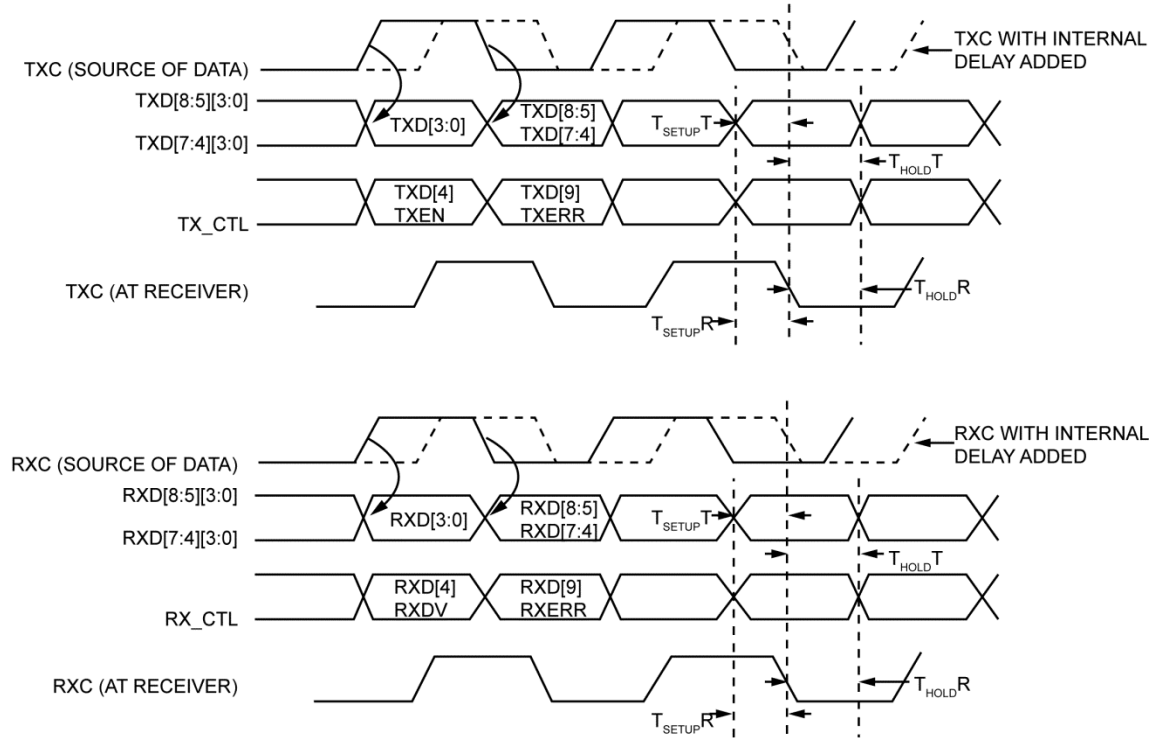 TXC (SOURCE OF DATA)
TXC WITH INTERNAL
DELAY ADDED
TXD[8:5][3:0]
TXD[7:4][3:0]
TXD[3:0]
TXD[8:5]
TXD[7:4]
TSETUPT
THOLDT
TX_CTL
TXD[4]
TXEN
TXD[9]
TXERR
TXC (AT RECEIVER)
THOLDR
TSETUPR
RXC (SOURCE OF DATA)
RXC WITH INTERNAL
DELAY ADDED
RXD[8:5][3:0]
RXD[7:4][3:0]
RXD[3:0]
RXD[8:5]
RXD[7:4]
TSETUPT
THOLDT
RX_CTL
RXD[4]
RXDV
RXD[9]
RXERR
RXC (AT RECEIVER)
THOLDR
TSETUPR